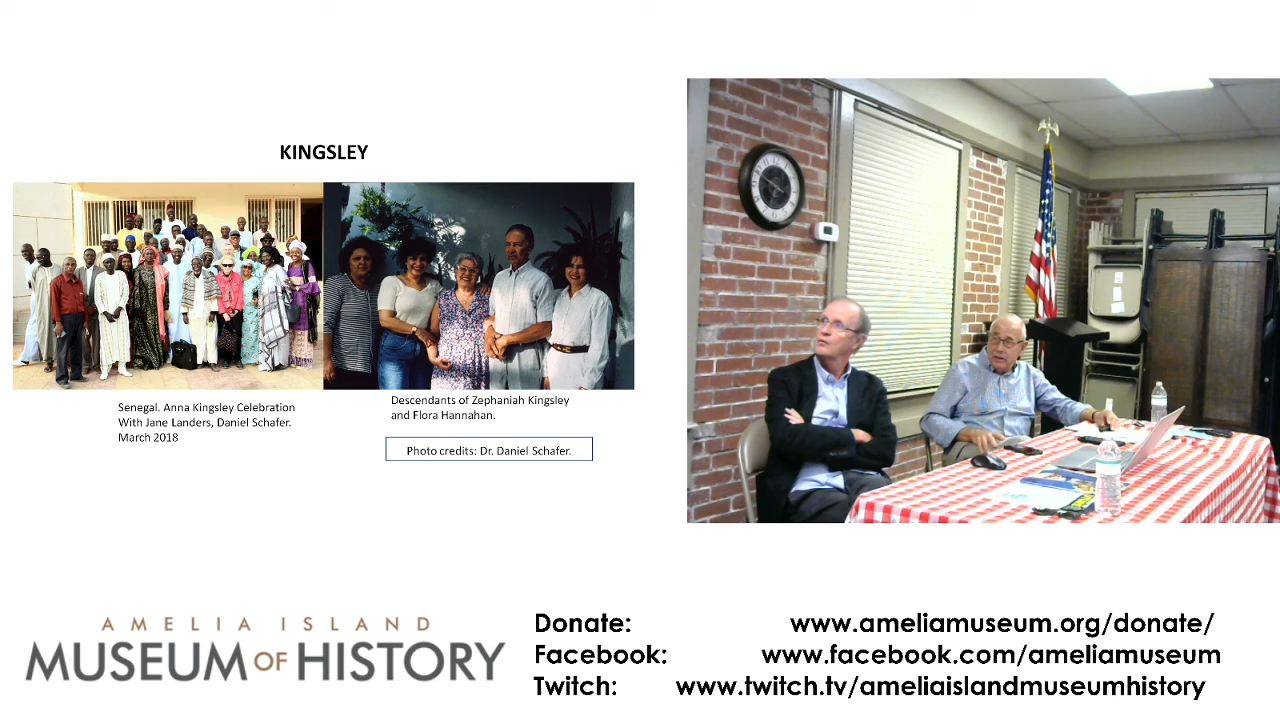 KINGSLEY
Senegal. Anna Kingsley Celebration
With Jane Landers, Daniel Schafer.
March 2018
Descendants of Zephaniah Kingsley
and Flora Hannahan.
Photo credits: Dr. Daniel Schafer.
AMELIA ISLAND
MUSEUM OF HISTORY
Donate: www.ameliamuseum.org/donate/
Facebook: www.facebook.com/ameliamuseum
Twitch: www.twitch.tv/ameliaislandmuseumhistory